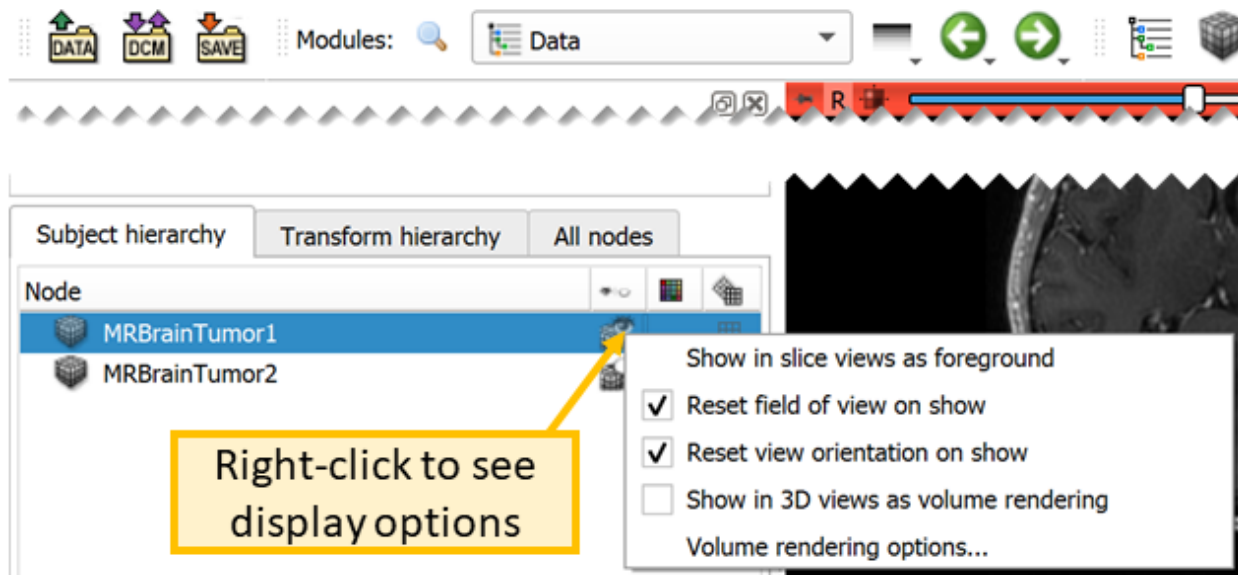 DATA DCM SAVE Modules: Data
R
Subject hierarchy Transform hierarchy All nodes
Node
MRBrainTumor1
MRBrainTumor2
Show in slice views as foreground
Reset field of view on show
Reset view orientation on show
Show in 3D views as volume rendering
Volume rendering options...
Right-click to see
display options